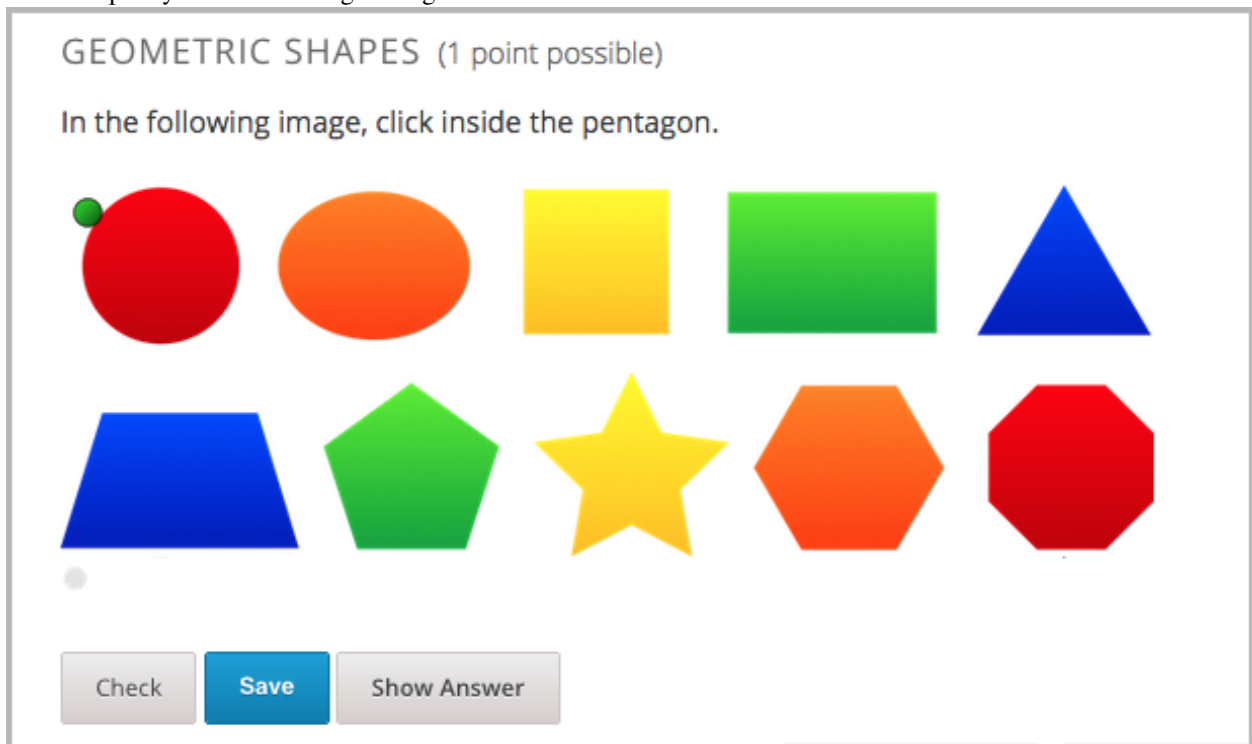 GEOMETRIC SHAPES (1 point possible)
In the following image, click inside the pentagon.
Check Save Show Answer